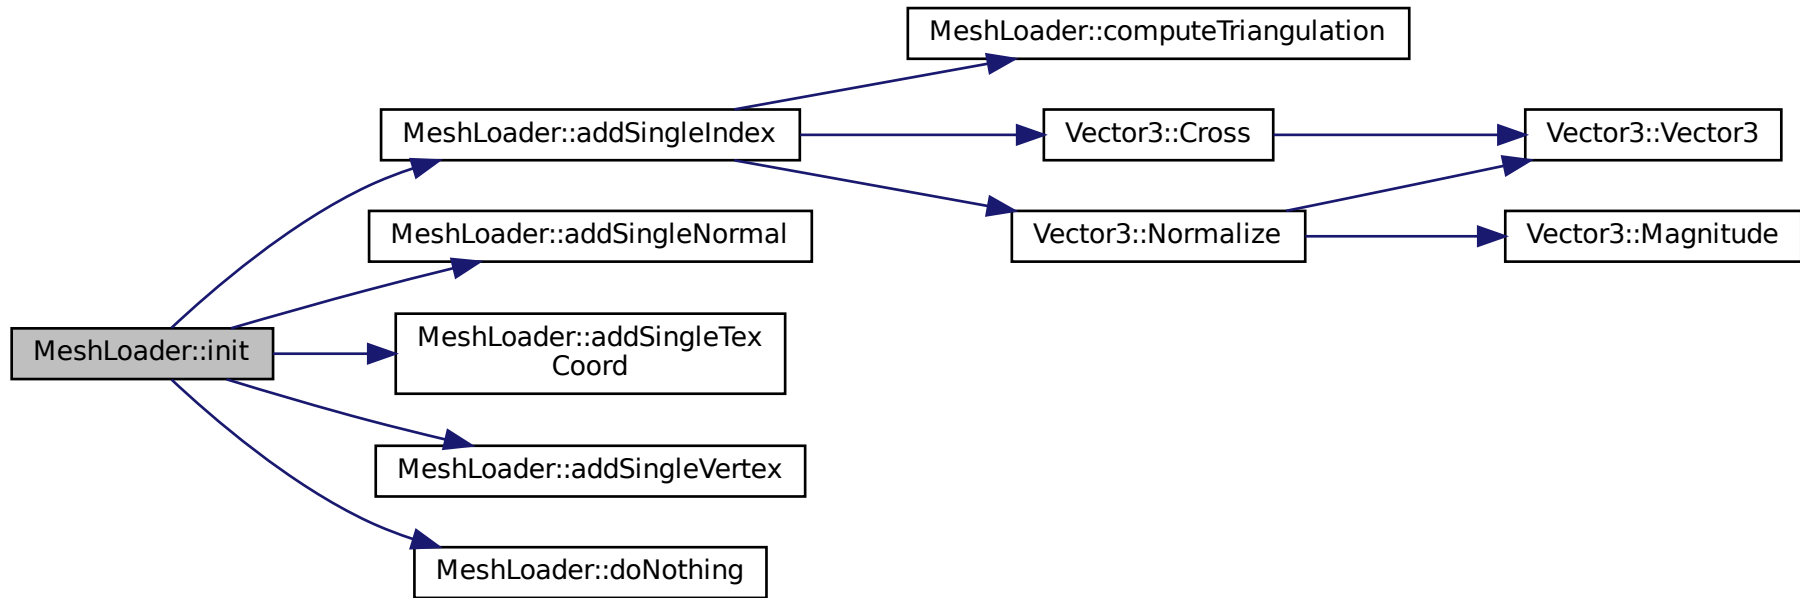 MeshLoader::computeTriangulation
MeshLoader::addSingleIndex
Vector3::Cross
Vector3::Vector3
MeshLoader::addSingleNormal
Vector3::Normalize
Vector3::Magnitude
MeshLoader::init
MeshLoader::addSingleTex
Coord
MeshLoader::addSingleVertex
MeshLoader::doNothing